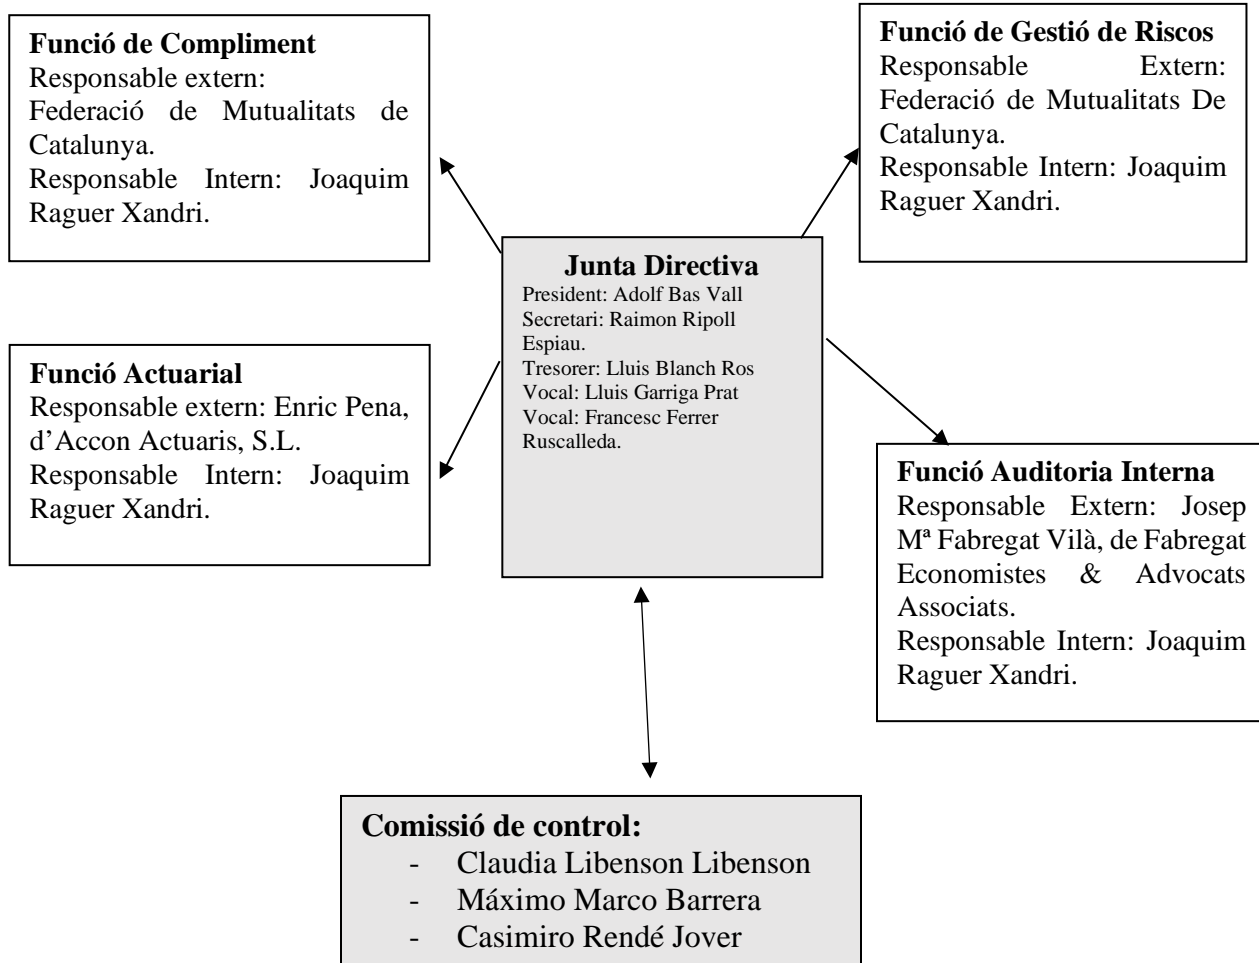 Funció de Compliment
Responsable extern:
Federació de Mutualitats de
Catalunya.
Responsable Intern: Joaquim
Raguer Xandri.
Funció de Gestió de Riscos
Responsable Extern:
Federació de Mutualitats De
Catalunya.
Responsable Intern: Joaquim
Raguer Xandri.
Junta Directiva
President: Adolf Bas Vall
Secretari: Raimon Ripoll
Espiau.
Tresorer: Lluis Blanch Ros
Vocal: Lluis Garriga Prat
Vocal: Francesc Ferrer
Ruscalleda.
Funció Actuarial
Responsable extern: Enric Pena,
d’Accon Actuaris, S.L.
Responsable Intern: Joaquim
Raguer Xandri.
Funció Auditoria Interna
Responsable Extern: Josep
Mª Fabregat Vilà, de Fabregat
Economistes & Advocats
Associats.
Responsable Intern: Joaquim
Raguer Xandri.
Comissió de control:
- Claudia Libenson Libenson
- Máximo Marco Barrera
- Casimiro Rendé Jover